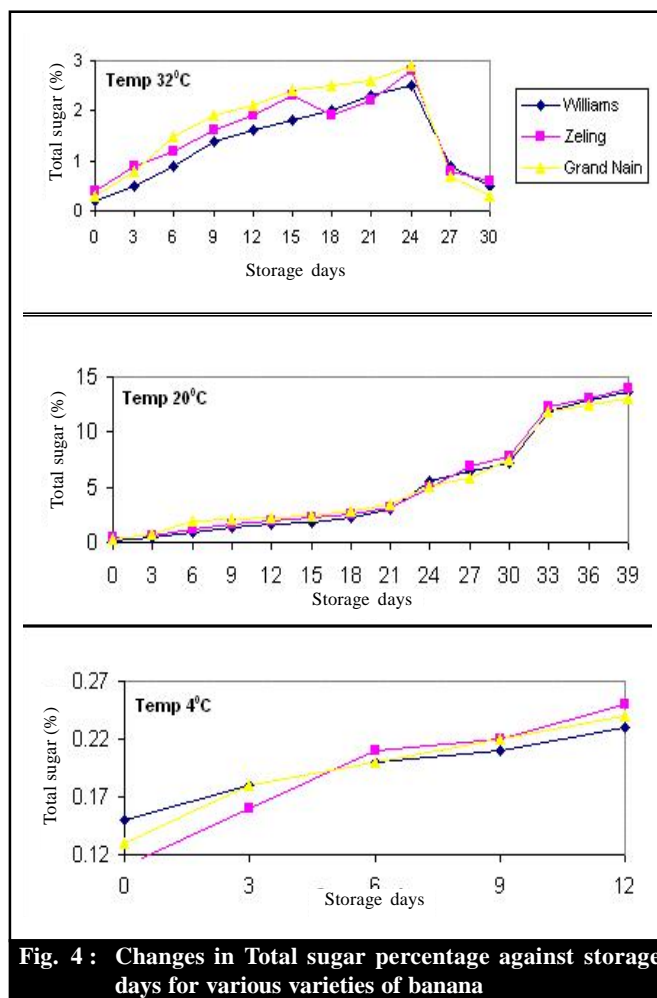 Temp 32⁰C
Total sugar (%)
3
2
1
0
0 3 6 9 12 15 18 21 24 27 30
Storage days
Williams
Zeling
Grand Nain
Temp 20⁰C
Total sugar (%)
15
10
5
0
0 3 6 9 12 15 18 21 24 27 30 33 36 39
Storage days
Temp 4⁰C
Total sugar (%)
0.27
0.22
0.17
0.12
0 3 6 9 12
Storage days
Fig. 4 : Changes in Total sugar percentage against storage
days for various varieties of banana